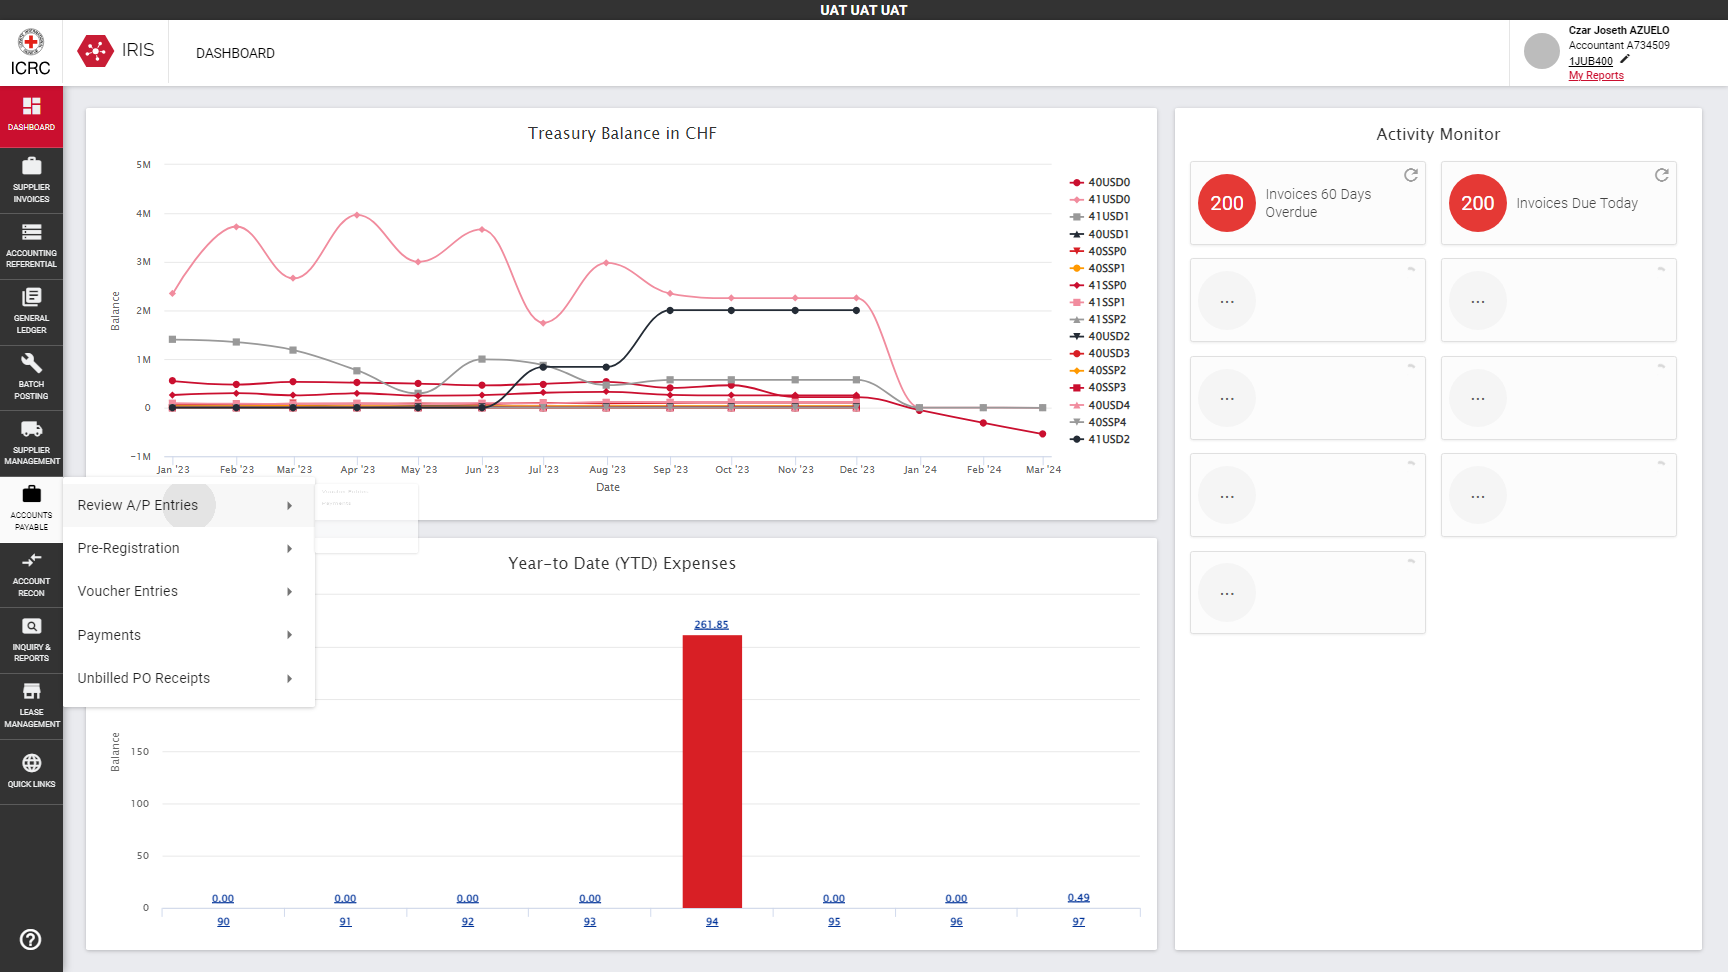 UAT UAT UAT
ICRC
IRIS
DASHBOARD
Czar Joseth AZUELO
Accountant A734509
1JUB400
My Reports
DASHBOARD
SUPPLIER
INVOICES
ACCOUNTING
REFERENTIAL
GENERAL
LEDGER
BATCH
POSTING
SUPPLIER
MANAGEMENT
ACCOUNTS
PAYABLE
ACCOUNT
RECON
INQUIRY &
REPORTS
LEASE
MANAGEMENT
QUICK LINKS
Review A/P Entries
Pre-Registration
Voucher Entries
Payments
Unbilled PO Receipts
Treasury Balance in CHF
Balance
5M
4M
3M
2M
1M
0
−1M
Jan '23
Feb '23
Mar '23
Apr '23
May '23
Jun '23
Jul '23
Aug '23
Sep '23
Oct '23
Nov '23
Dec '23
Jan '24
Feb '24
Mar '24
Date
40USD0
41USD0
41USD1
40USD1
40SSP0
40SSP1
41SSP0
41SSP1
41SSP2
40USD2
40USD3
40SSP2
40SSP3
40USD4
40SSP4
41USD2
Year-to Date (YTD) Expenses
Balance
150
100
50
0
0.00
0.00
0.00
0.00
261.85
0.00
0.00
0.49
90
91
92
93
94
95
96
97
Activity Monitor
200
Invoices 60 Days
Overdue
200
Invoices Due Today
...
...
...
...
...
...
...